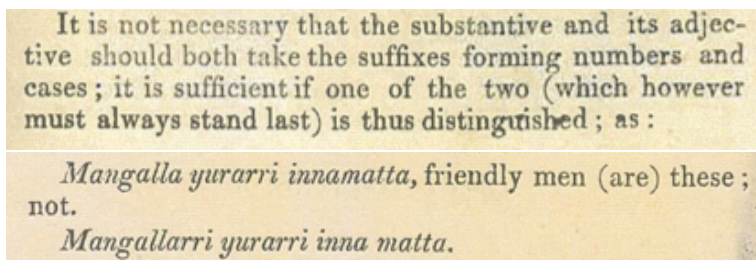 It is not necessary that the substantive and its adjec-
tive should both take the suffixes forming numbers and
cases ; it is sufficient if one of the two (which however
must always stand last) is thus distinguished ; as :
Mangalla yurarri innamatta, friendly men (are) these ;
not.
Mangallarri yurarri inna matta.